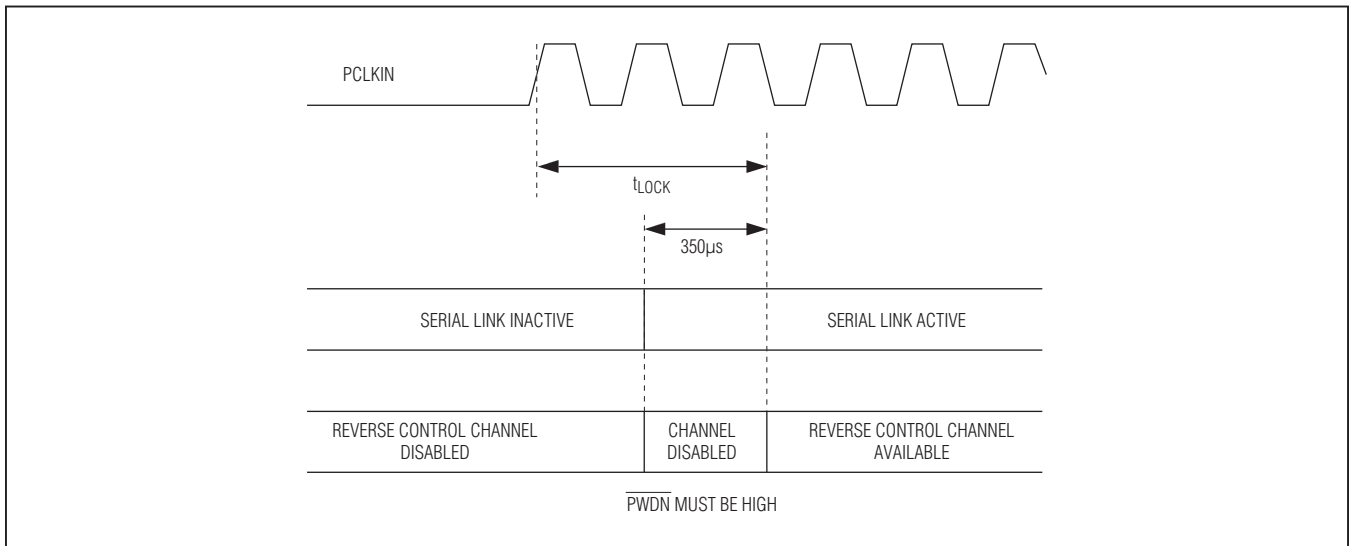 PCLKIN
tLOCK
350µs
SERIAL LINK INACTIVE
SERIAL LINK ACTIVE
REVERSE CONTROL CHANNEL
DISABLED
CHANNEL
DISABLED
REVERSE CONTROL CHANNEL
AVAILABLE
PWDN MUST BE HIGH